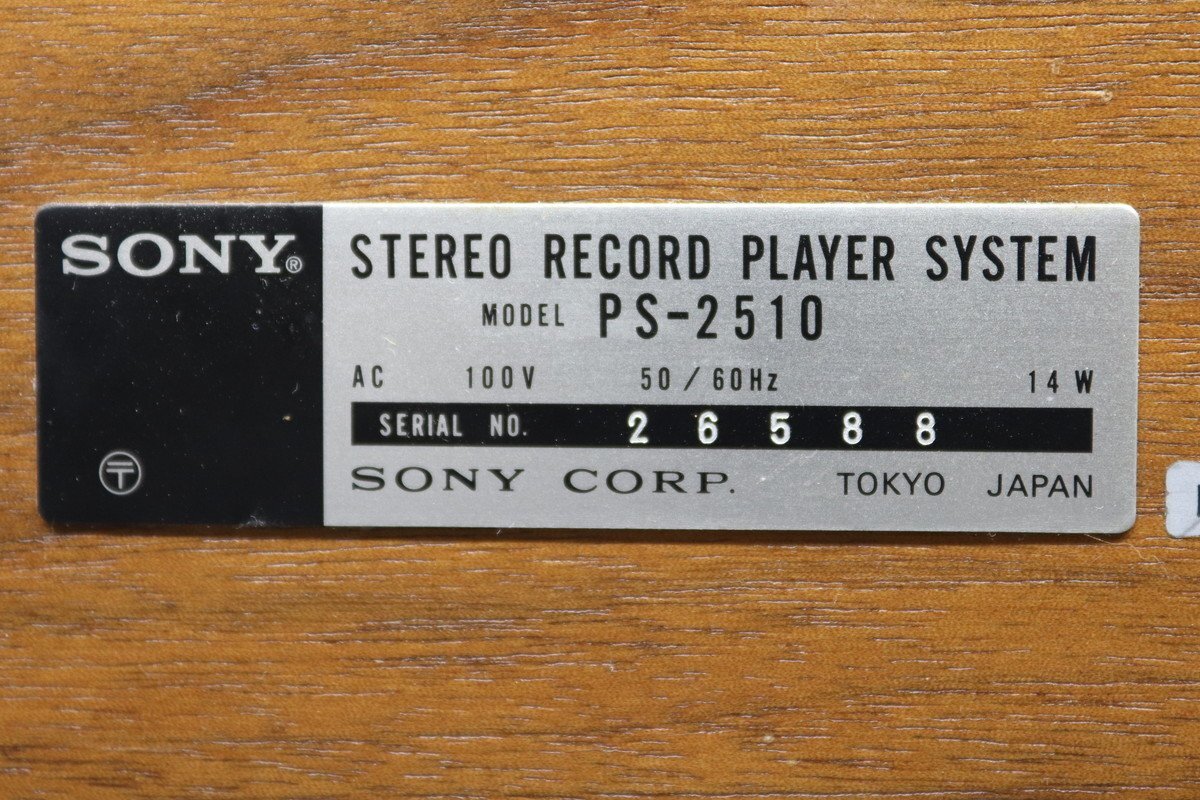 SONY®
STEREO RECORD PLAYER SYSTEM
MODEL PS-2510
AC 100V 50/60Hz 14W
SERIAL NO. 26588
SONY CORP. TOKYO JAPAN